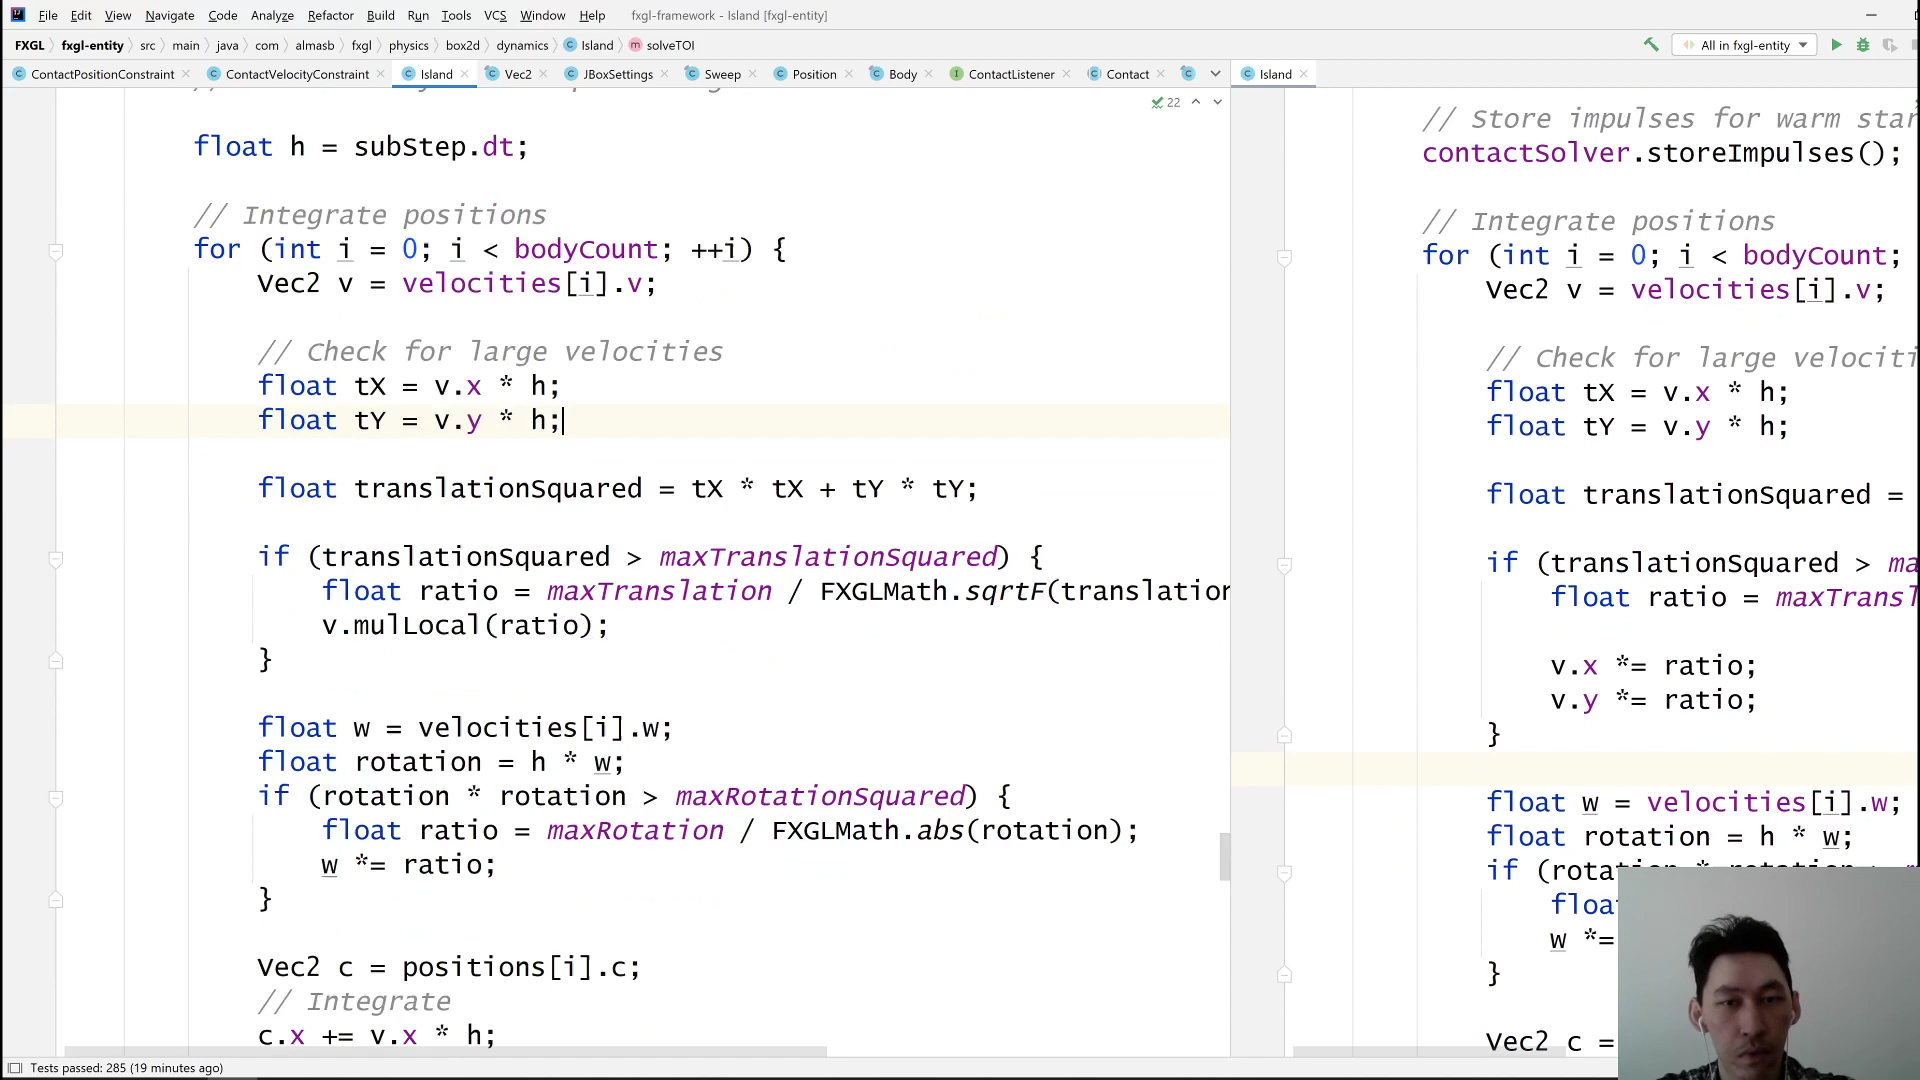 File Edit View Navigate Code Analyze Refactor Build Run Tools VCS Window Help fxgl-framework - Island [fxgl-entity]
FXGL fxgl-entity src main java com almasb fxgl physics box2d dynamics Island solveTOI
All in fxgl-entity
ContactPositionConstraint ContactVelocityConstraint Island Vec2 JBoxSettings Sweep Position Body ContactListener Contact
Island
22
float h = subStep.dt;
// Integrate positions
for (int i = 0; i < bodyCount; ++i) {
Vec2 v = velocities[i].v;
// Check for large velocities
float tX = v.x * h;
float tY = v.y * h;
float translationSquared = tX * tX + tY * tY;
if (translationSquared > maxTranslationSquared) {
float ratio = maxTranslation / FXGLMath.sqrtF(translation
v.mulLocal(ratio);
}
float w = velocities[i].w;
float rotation = h * w;
if (rotation * rotation > maxRotationSquared) {
float ratio = maxRotation / FXGLMath.abs(rotation);
w *= ratio;
}
Vec2 c = positions[i].c;
// Integrate
c.x += v.x * h;
// Store impulses for warm star
contactSolver.storeImpulses();
// Integrate positions
for (int i = 0; i < bodyCount;
Vec2 v = velocities[i].v;
// Check for large velociti
float tX = v.x * h;
float tY = v.y * h;
float translationSquared =
if (translationSquared > ma
float ratio = maxTransl
v.x *= ratio;
v.y *= ratio;
}
float w = velocities[i].w;
float rotation = h * w;
if (rota
floa
w *=
}
Vec2 c =
Tests passed: 285 (19 minutes ago)